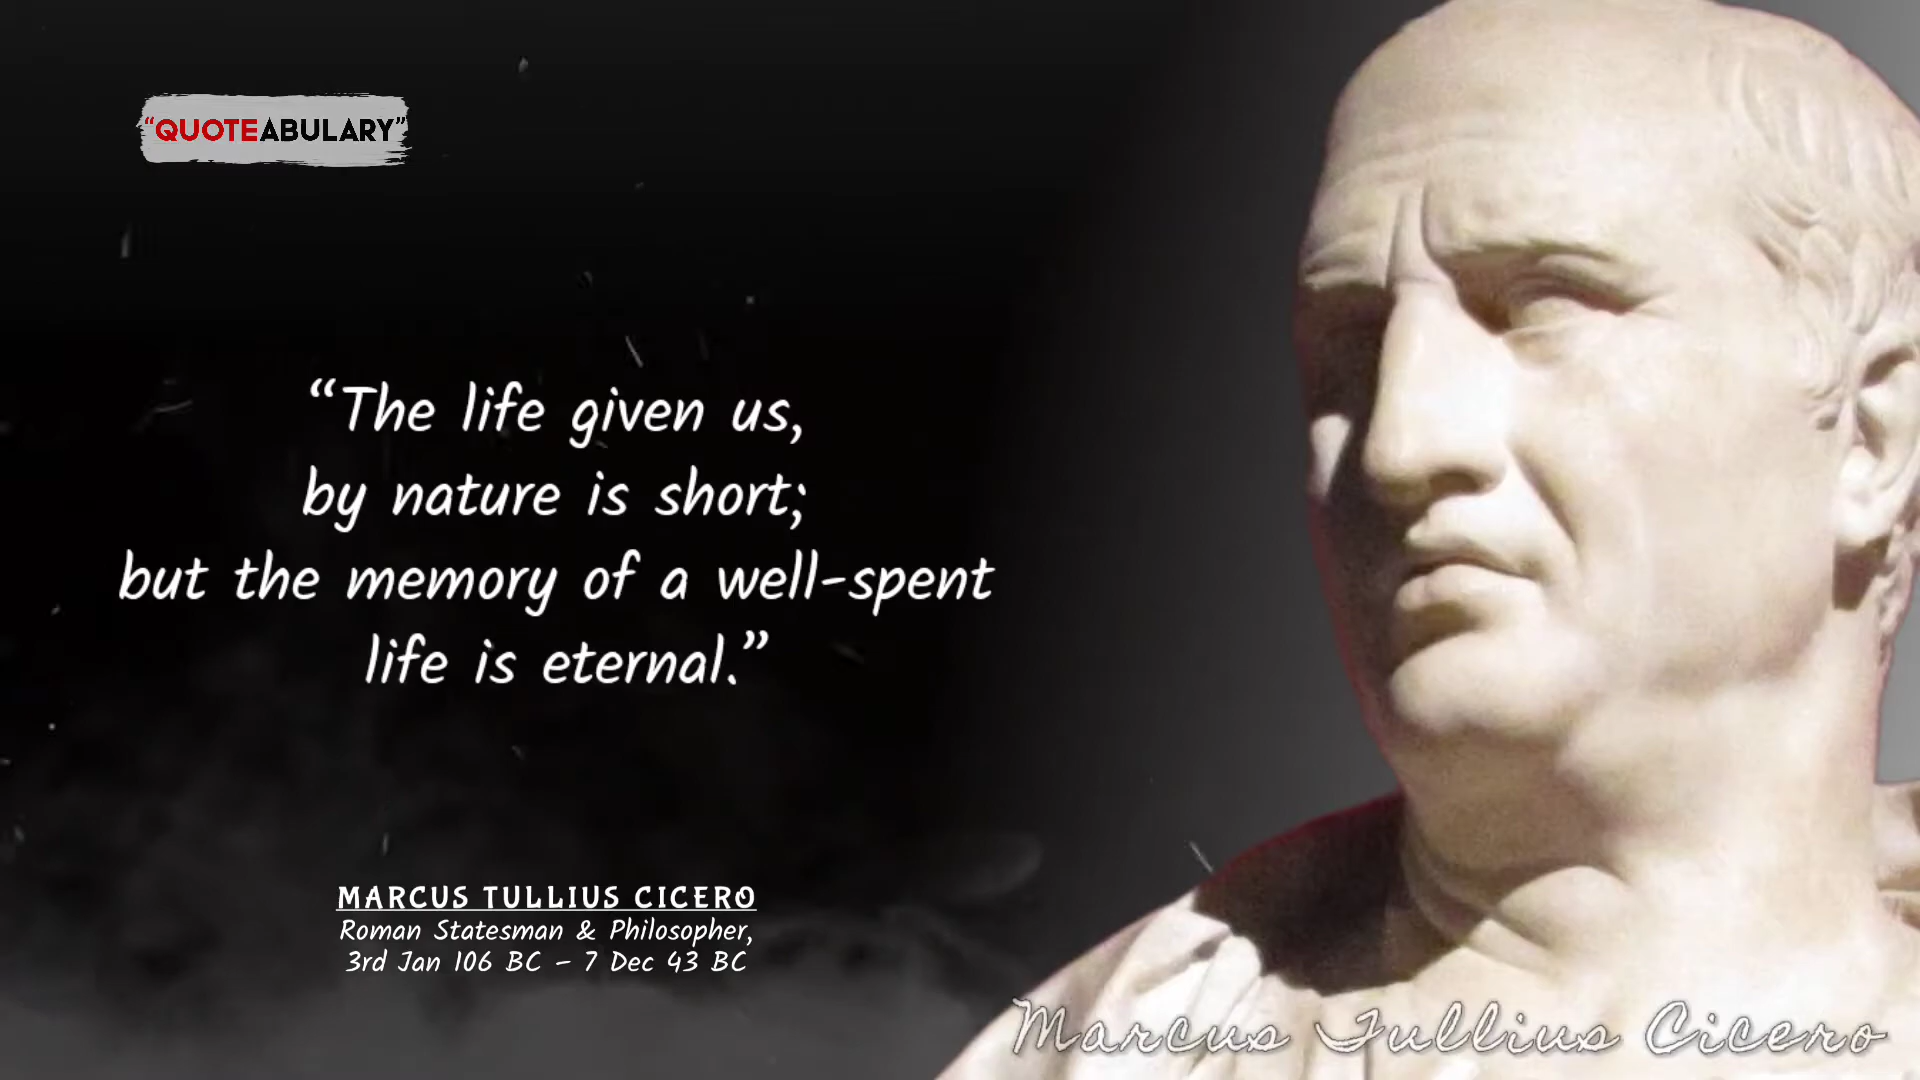 “QUOTEABULARY”
“The life given us,
by nature is short;
but the memory of a well-spent
life is eternal.”
MARCUS TULLIUS CICERO
Roman Statesman & Philosopher,
3rd Jan 106 BC – 7 Dec 43 BC
Marcus Tullius Cicero